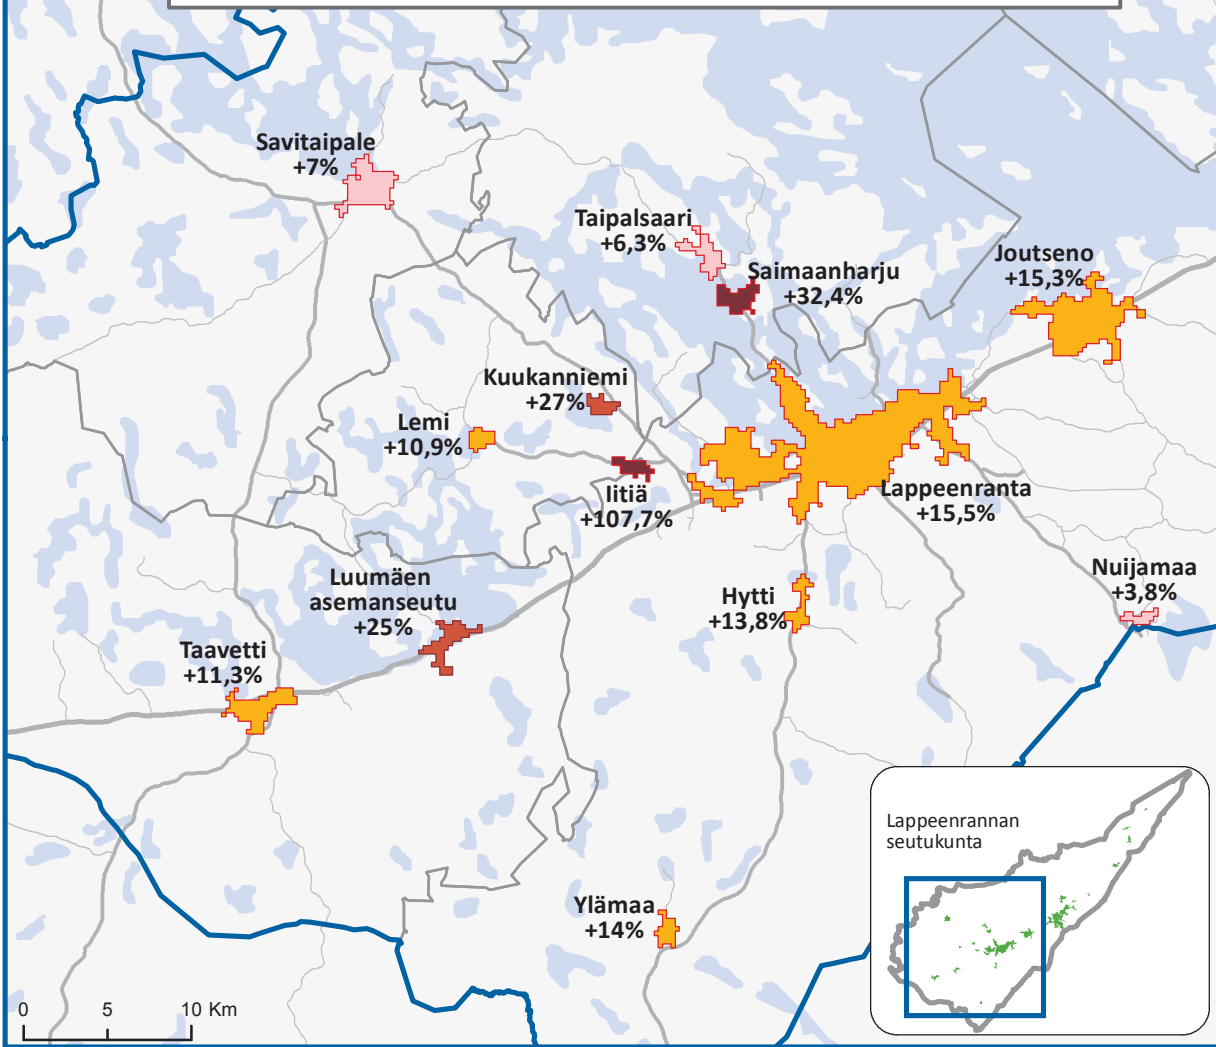 Savitaipale
+7%
Taipalsaari
+6,3%
Saimaanharju
+32,4%
Joutseno
+15,3%
Kuukanniemi
+27%
Lemi
+10,9%
Iitiä
+107,7%
Lappeenranta
+15,5%
Luumäen
asemanseutu
+25%
Hytti
+13,8%
Nuijamaa
+3,8%
Taavetti
+11,3%
Ylämaa
+14%
Lappeenrannan
seutukunta
0 5 10 Km